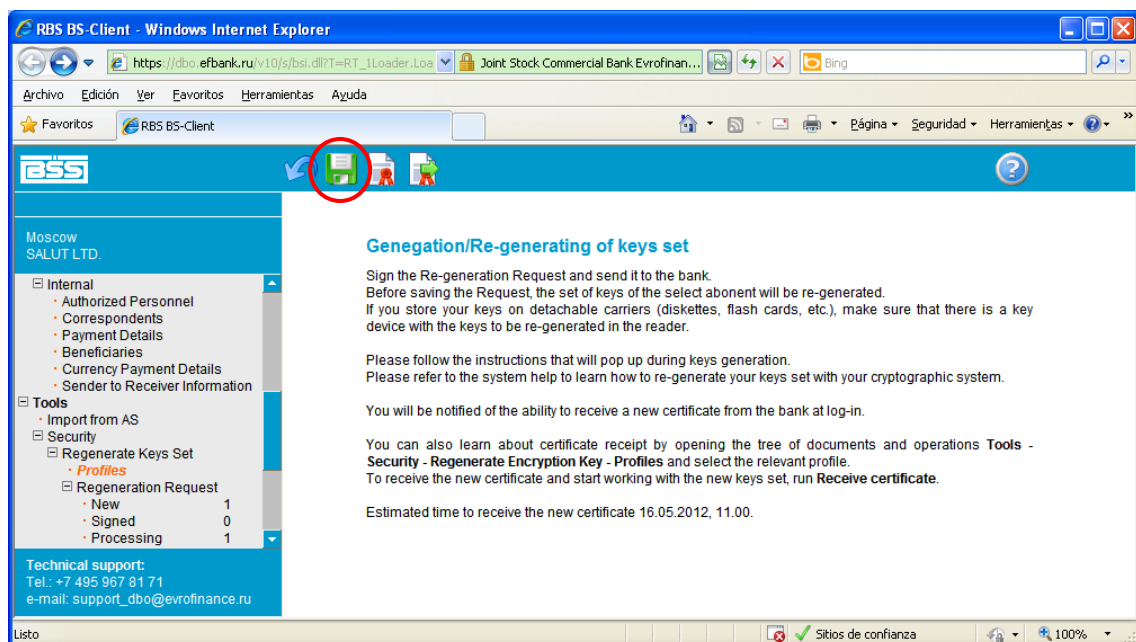 RBS BS-Client - Windows Internet Explorer
https://dbo.efbank.ru/v10/s/bsi.dll?T=RT_1Loader.Loa
Joint Stock Commercial Bank Evrofinan...
Bing
Archivo Edición Ver Favoritos Herramientas Ayuda
Favoritos
RBS BS-Client
Página
Seguridad
Herramientas
»
BSS
Moscow
SALUT LTD.
Internal
Authorized Personnel
Correspondents
Payment Details
Beneficiaries
Currency Payment Details
Sender to Receiver Information
Tools
Import from AS
Security
Regenerate Keys Set
Profiles
Regeneration Request
New 1
Signed 0
Processing 1
Technical support:
Tel.: +7 495 967 81 71
e-mail: support_dbo@evrofinance.ru
Genegation/Re-generating of keys set
Sign the Re-generation Request and send it to the bank.
Before saving the Request, the set of keys of the select abonent will be re-generated.
If you store your keys on detachable carriers (diskettes, flash cards, etc.), make sure that there is a key
device with the keys to be re-generated in the reader.
Please follow the instructions that will pop up during keys generation.
Please refer to the system help to learn how to re-generate your keys set with your cryptographic system.
You will be notified of the ability to receive a new certificate from the bank at log-in.
You can also learn about certificate receipt by opening the tree of documents and operations Tools -
Security - Regenerate Encryption Key - Profiles and select the relevant profile.
To receive the new certificate and start working with the new keys set, run Receive certificate.
Estimated time to receive the new certificate 16.05.2012, 11.00.
Listo
Sitios de confianza
100%